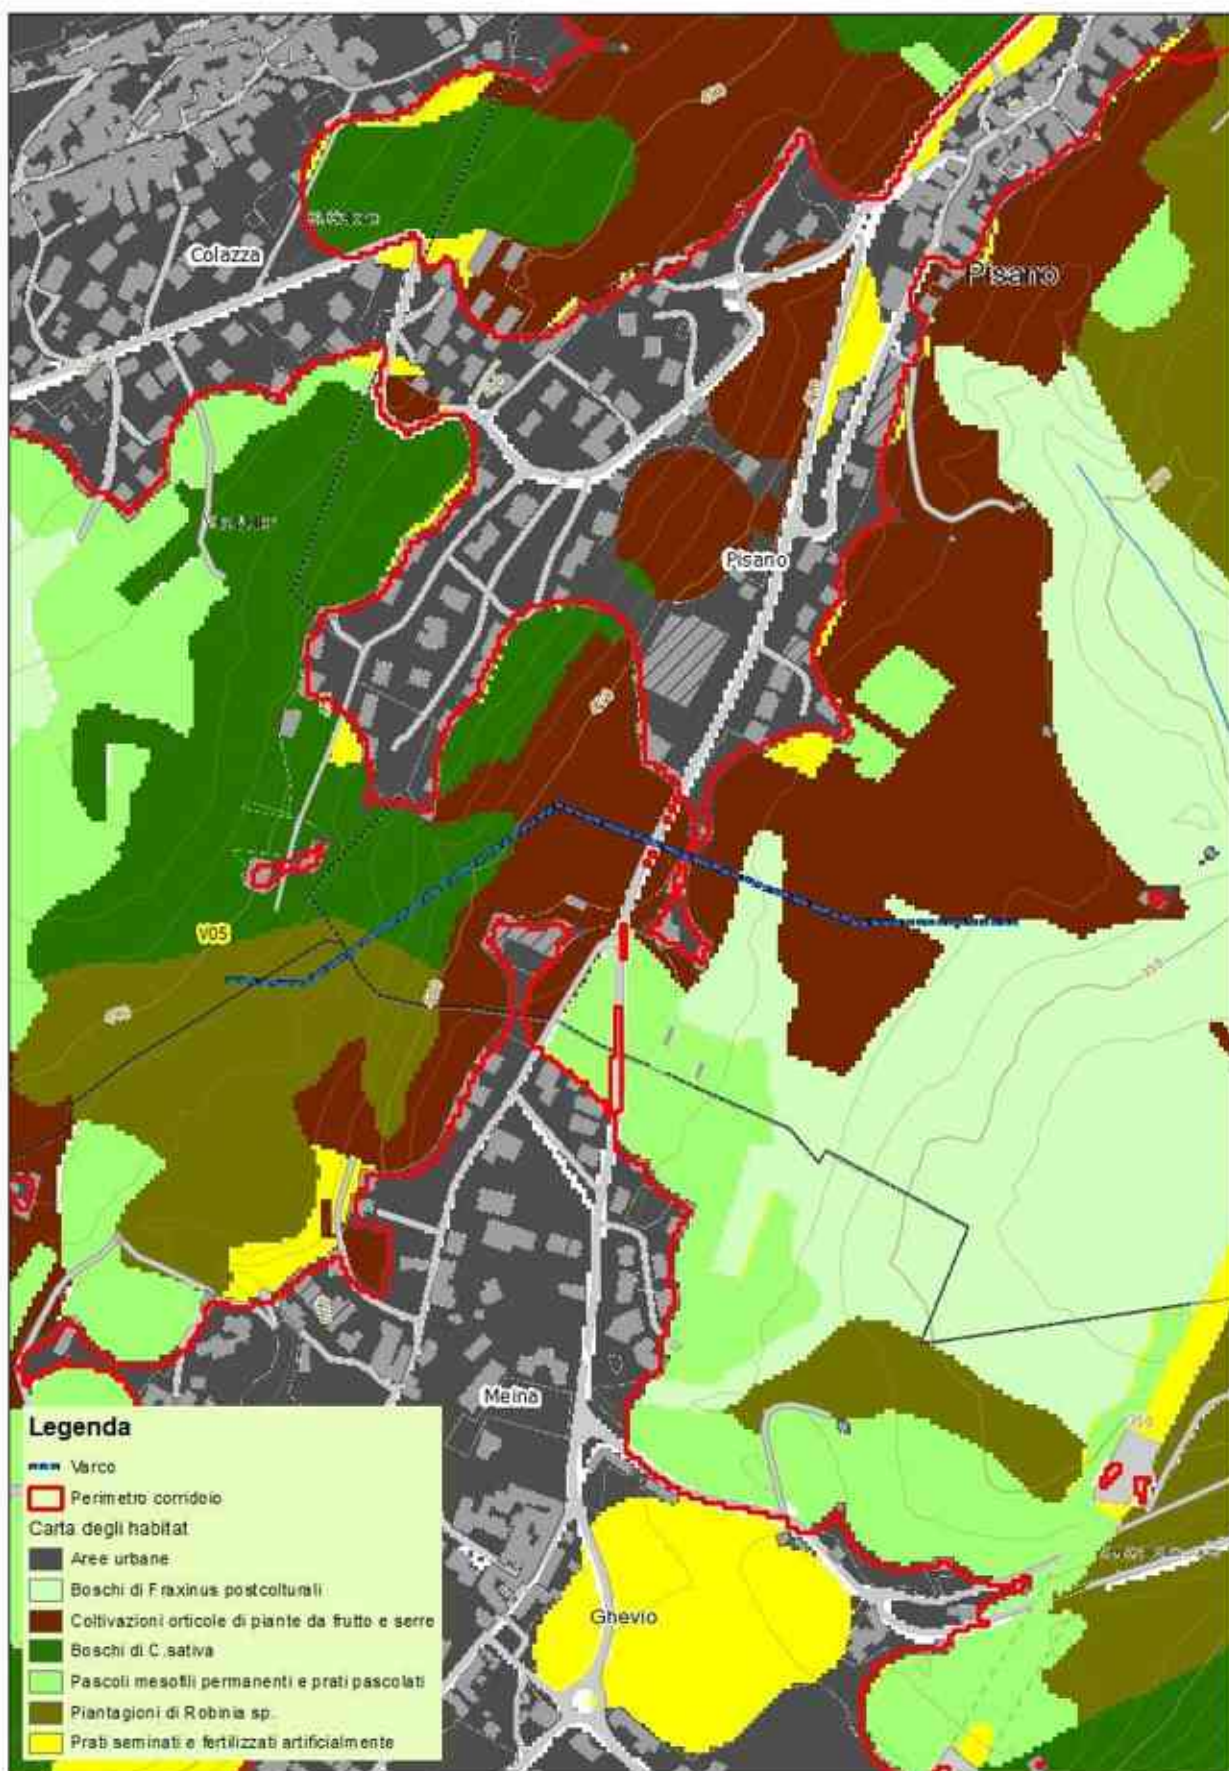 Colazza
Pisano
Pisano
V05
350
Meina
Ghevio
Legenda
Varco
Perimetro corridoio
Carta degli habitat
Aree urbane
Boschi di Fraxinus postcolturali
Coltivazioni orticole di piante da frutto e serre
Boschi di C.sativa
Pascoli mesofili permanenti e prati pascolati
Piantagioni di Robinia sp.
Prati seminati e fertilizzati artificialmente